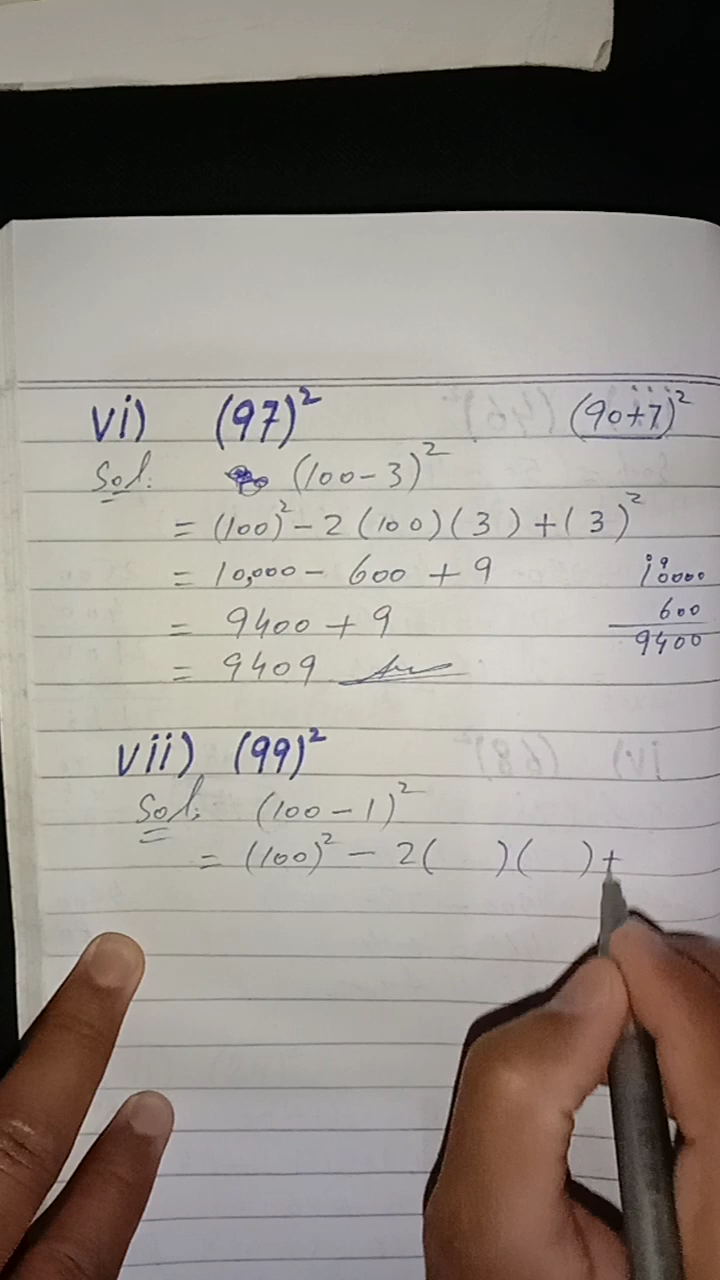 vi) (97)² (90+7)²
Sol: (100-3)²
= (100)² - 2(100)(3)+(3)²
= 10,000 - 600 + 9
10000
= 9400 + 9
600
9400
= 9409 Ans
vii) (99)²
Sol: (100-1)²
= (100)² - 2( )( )+